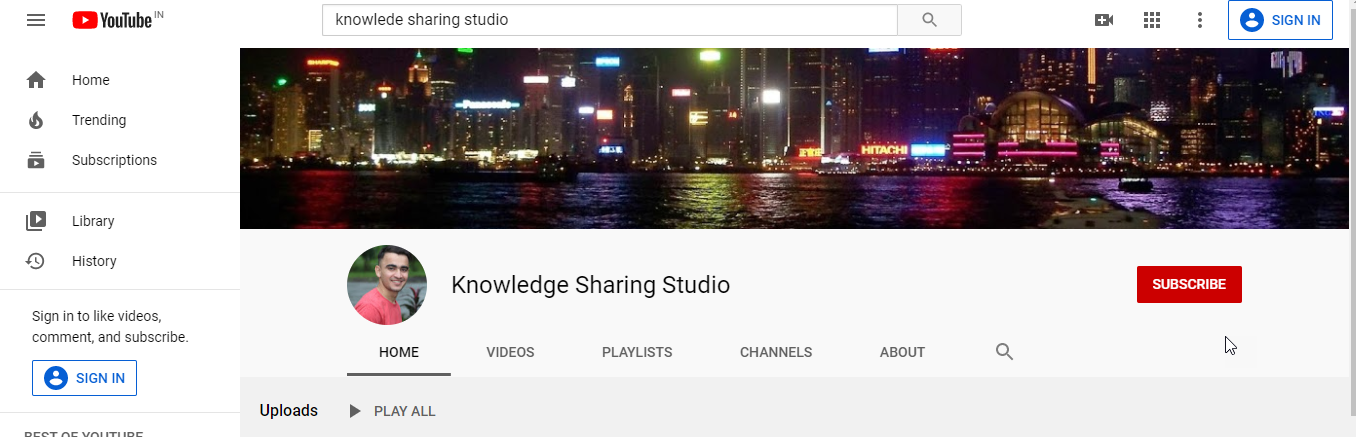 YouTube IN
knowlede sharing studio
SIGN IN
Home
Trending
Subscriptions
Library
History
Sign in to like videos,
comment, and subscribe.
SIGN IN
BEST OF YOUTUBE
Panasonic
HITACHI
Knowledge Sharing Studio
SUBSCRIBE
HOME VIDEOS PLAYLISTS CHANNELS ABOUT
Uploads PLAY ALL